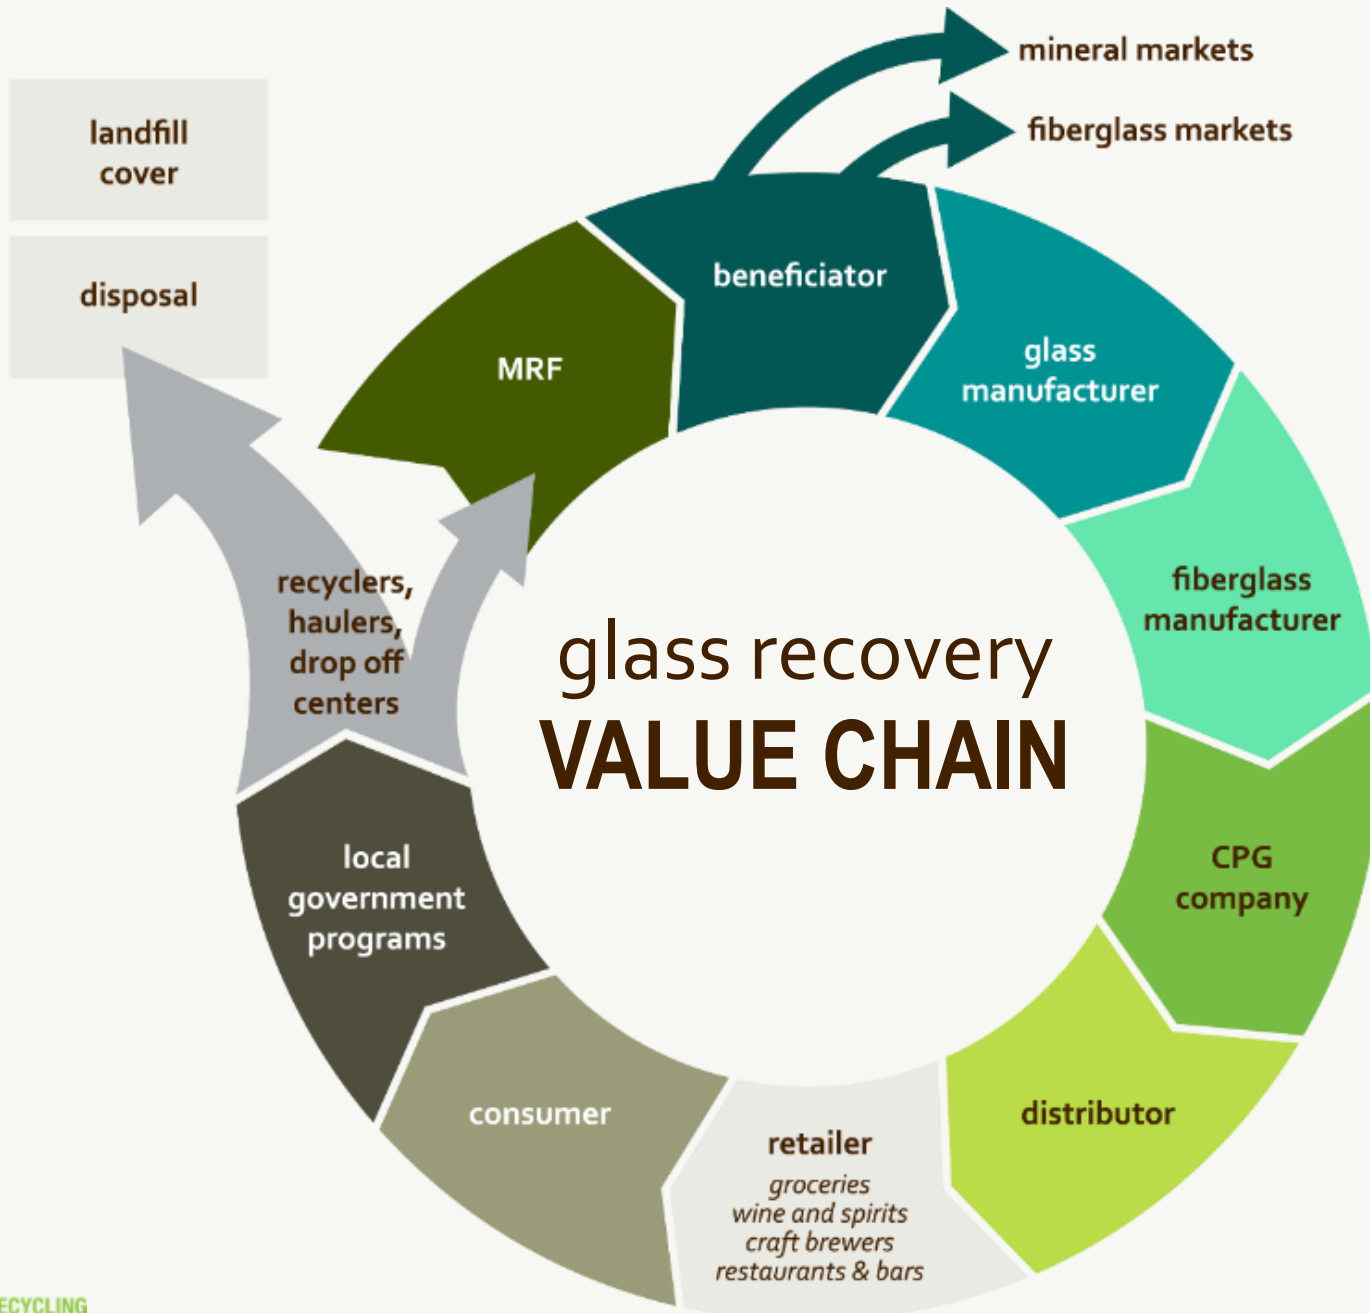 mineral markets
fiberglass markets
landfill
cover
disposal
beneficiator
MRF
glass
manufacturer
fiberglass
manufacturer
recyclers,
haulers,
drop off
centers
glass recovery
VALUE CHAIN
CPG
company
local
government
programs
distributor
consumer
retailer
groceries
wine and spirits
craft brewers
restaurants & bars
ECYCLING